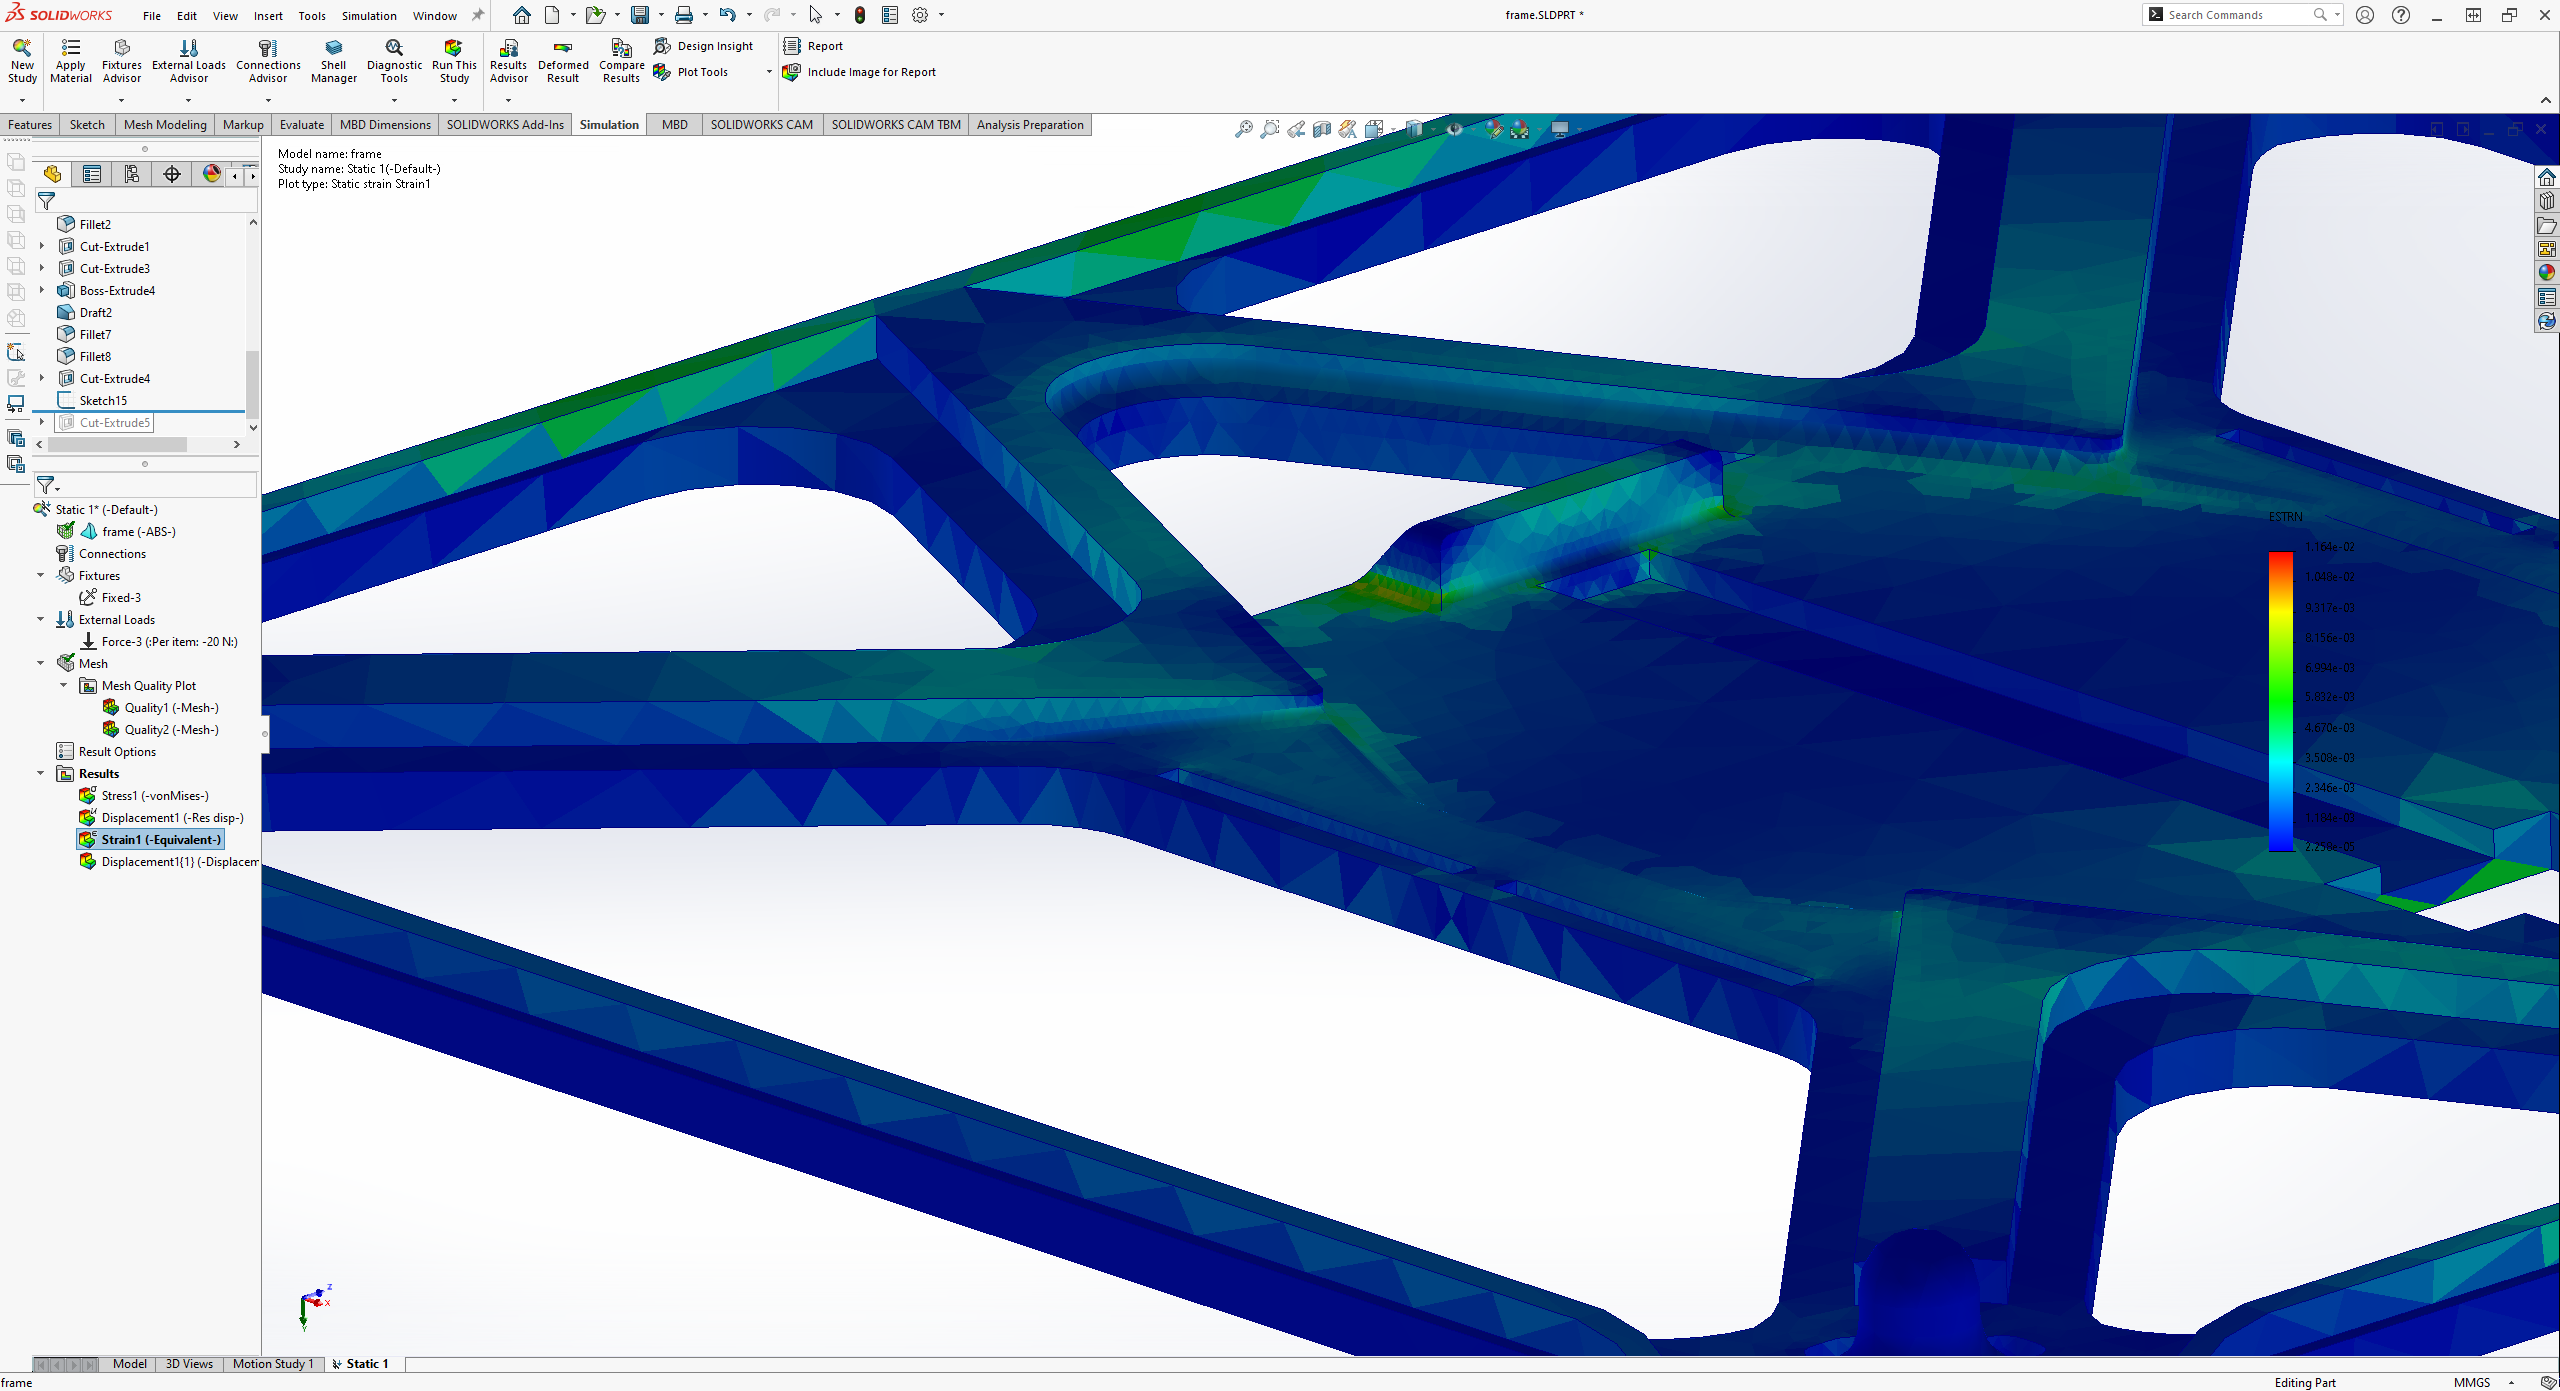 SOLIDWORKS
File Edit View Insert Tools Simulation Window
frame.SLDPRT *
Search Commands
New Study
Apply Material
Fixtures Advisor
External Loads Advisor
Connections Advisor
Shell Manager
Diagnostic Tools
Run This Study
Results Advisor
Deformed Result
Compare Results
Design Insight
Plot Tools
Report
Include Image for Report
Features Sketch Mesh Modeling Markup Evaluate MBD Dimensions SOLIDWORKS Add-Ins Simulation MBD SOLIDWORKS CAM SOLIDWORKS CAM TBM Analysis Preparation
Model name: frame
Study name: Static 1(-Default-)
Plot type: Static strain Strain1
Fillet2
Cut-Extrude1
Cut-Extrude3
Boss-Extrude4
Draft2
Fillet7
Fillet8
Cut-Extrude4
Sketch15
Cut-Extrude5
Static 1* (-Default-)
frame (-ABS-)
Connections
Fixtures
Fixed-3
External Loads
Force-3 (:Per item: -20 N:)
Mesh
Mesh Quality Plot
Quality1 (-Mesh-)
Quality2 (-Mesh-)
Result Options
Results
Stress1 (-vonMises-)
Displacement1 (-Res disp-)
Strain1 (-Equivalent-)
Displacement1{1} (-Displacem
ESTRN
1.164e-02
1.048e-02
9.317e-03
8.156e-03
6.994e-03
5.832e-03
4.670e-03
3.508e-03
2.346e-03
1.184e-03
Z
X
Y
Model 3D Views Motion Study 1 Static 1
frame
Editing Part
MMGS